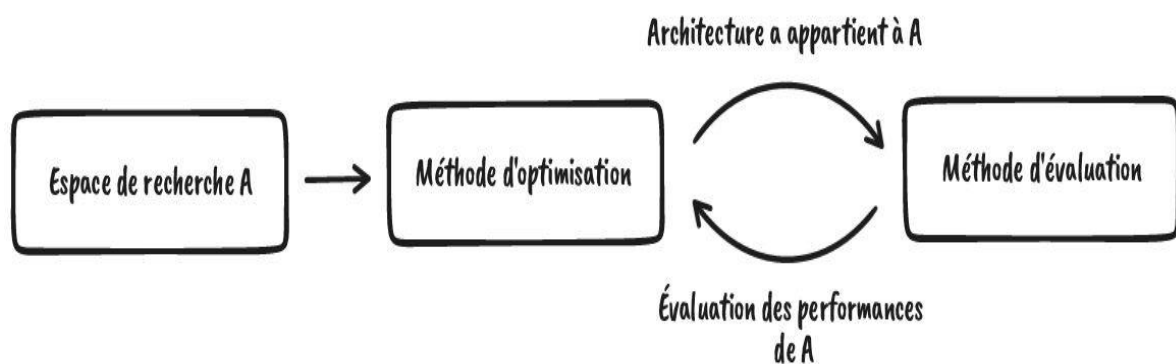 Architecture a appartient à A
Espace de recherche A
Méthode d'optimisation
Méthode d'évaluation
Évaluation des performances
de A